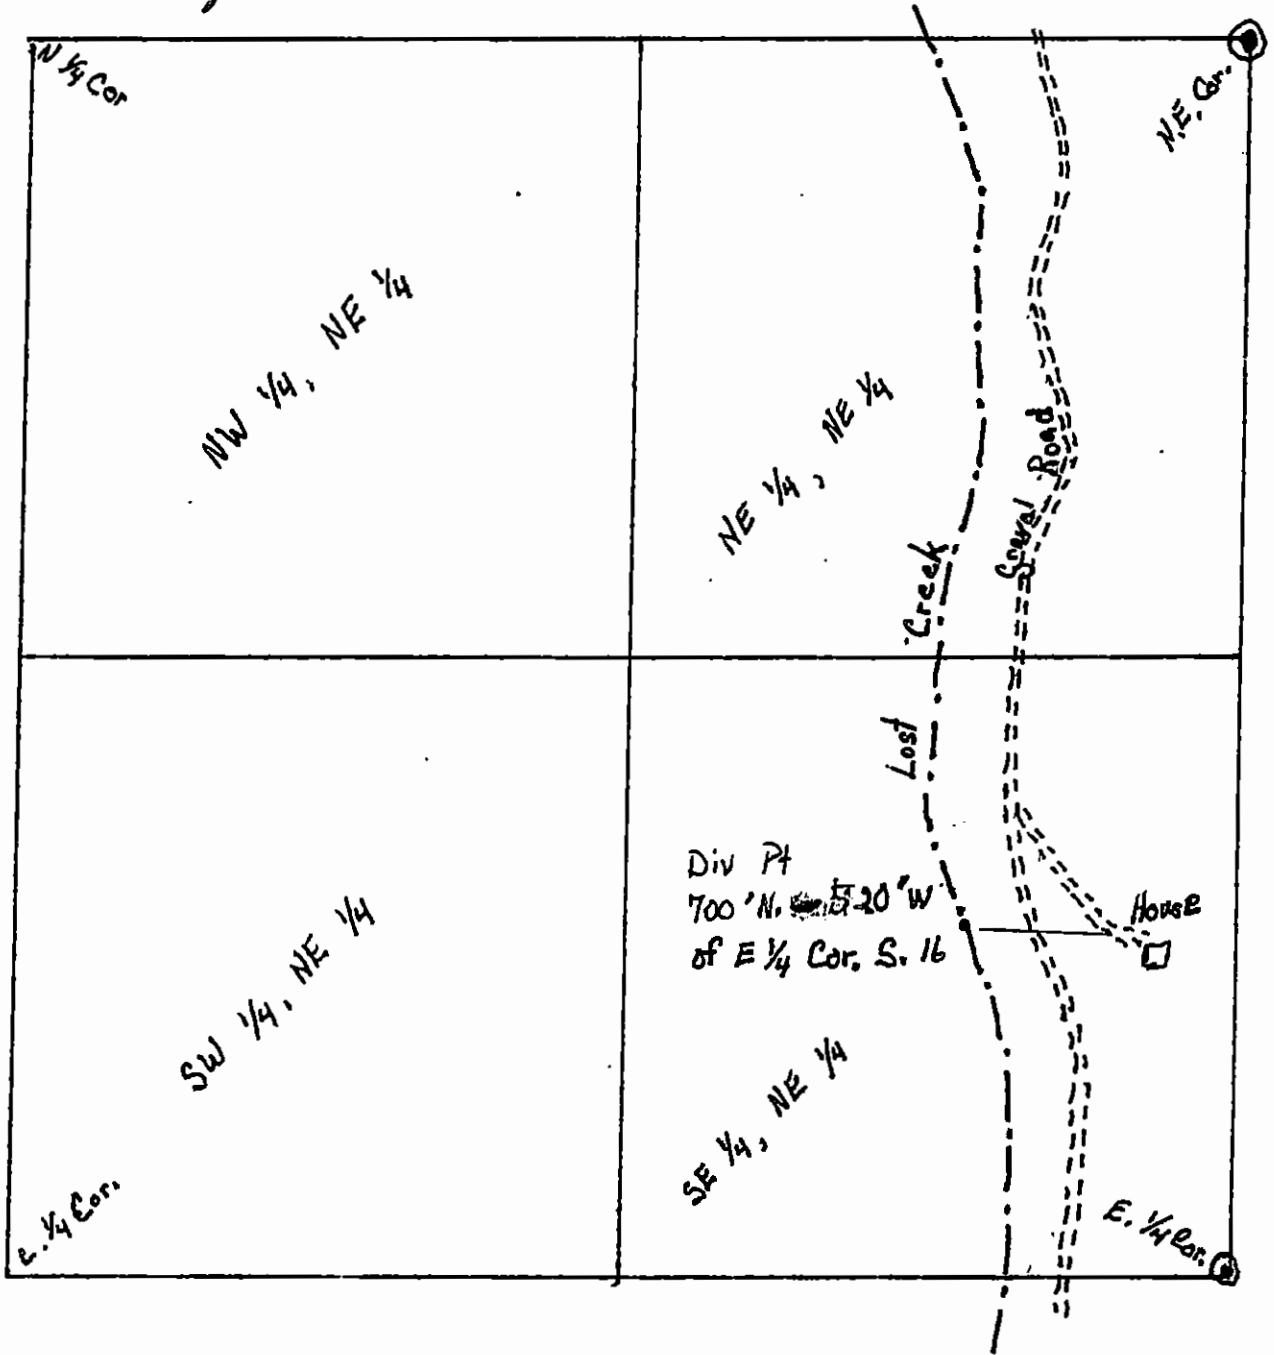 N 1/4 Cor
N.E. Cor.
NW 1/4, NE 1/4
NE 1/4, NE 1/4
Gravel Road
Lost Creek
Div Pt
700 'N. 520 "W
of E 1/4 Cor. S. 16
House
SW 1/4, NE 1/4
SE 1/4, NE 1/4
c. 1/4 Cor.
E. 1/4 Cor.